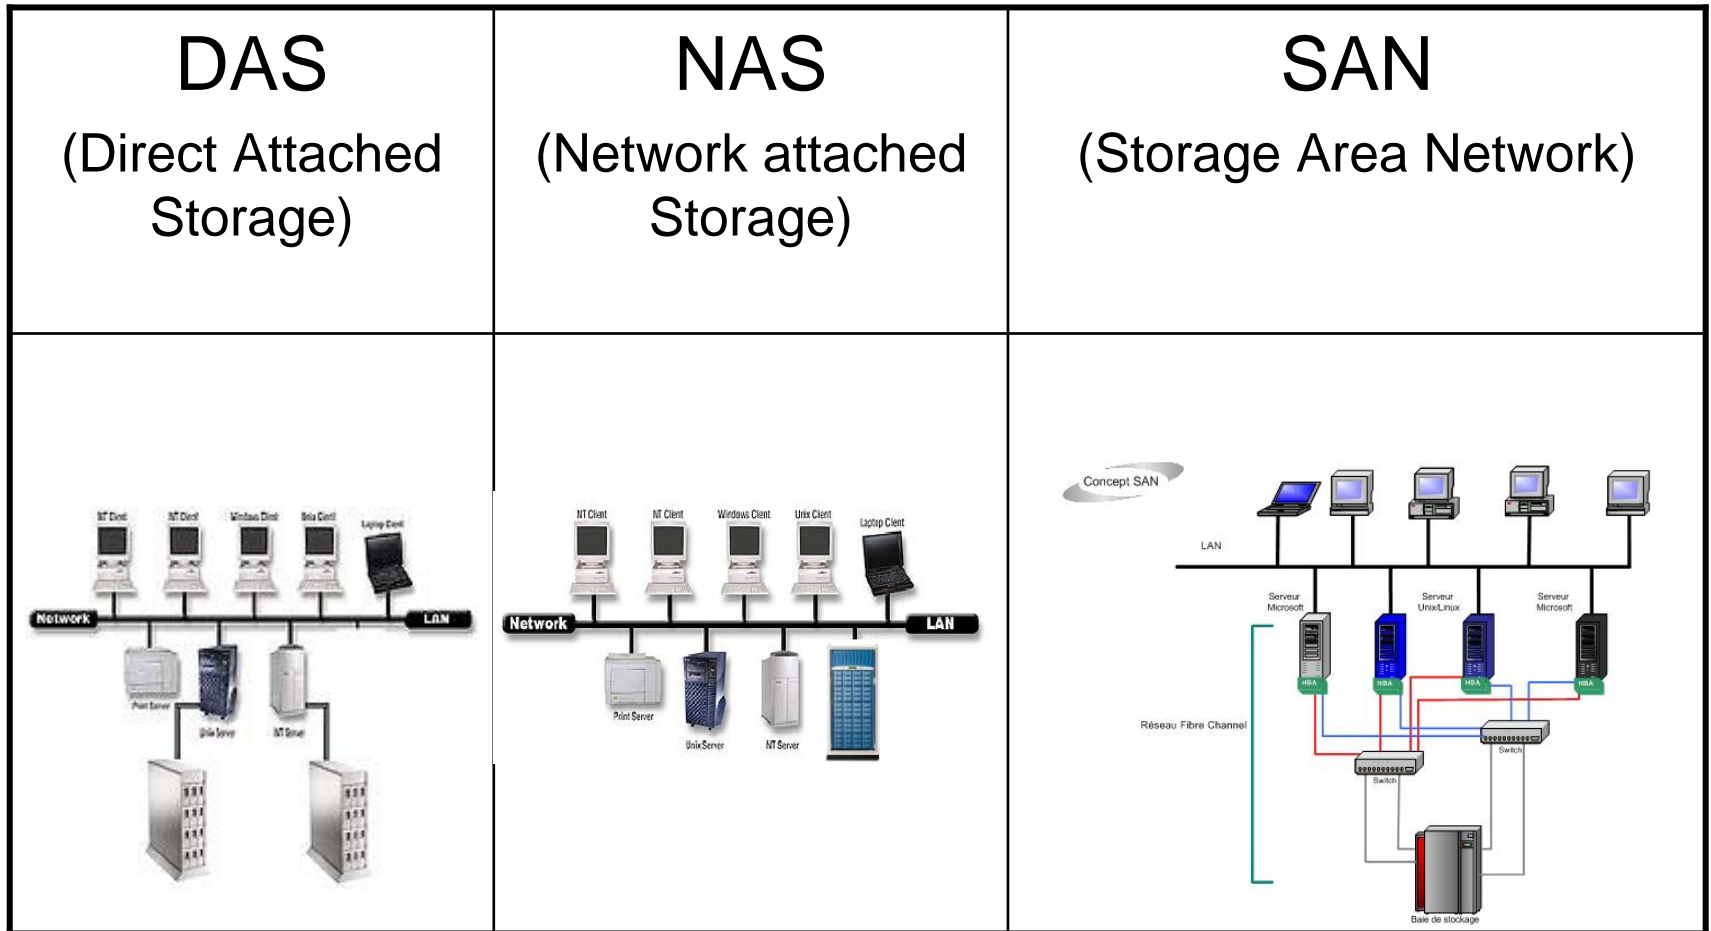 DAS
(Direct Attached
Storage)
NAS
(Network attached
Storage)
SAN
(Storage Area Network)
NT Client
NT Client
Windows Client
Unix Client
Laptop Client
Network
LAN
Print Server
Unix Server
NT Server
NT Client
NT Client
Windows Client
Unix Client
Laptop Client
Network
LAN
Print Server
Unix Server
NT Server
Concept SAN
LAN
Serveur
Microsoft
Serveur
Unix/Linux
Serveur
Microsoft
HBA
HBA
HBA
HBA
Réseau Fibre Channel
Switch
Switch
Baie de stockage